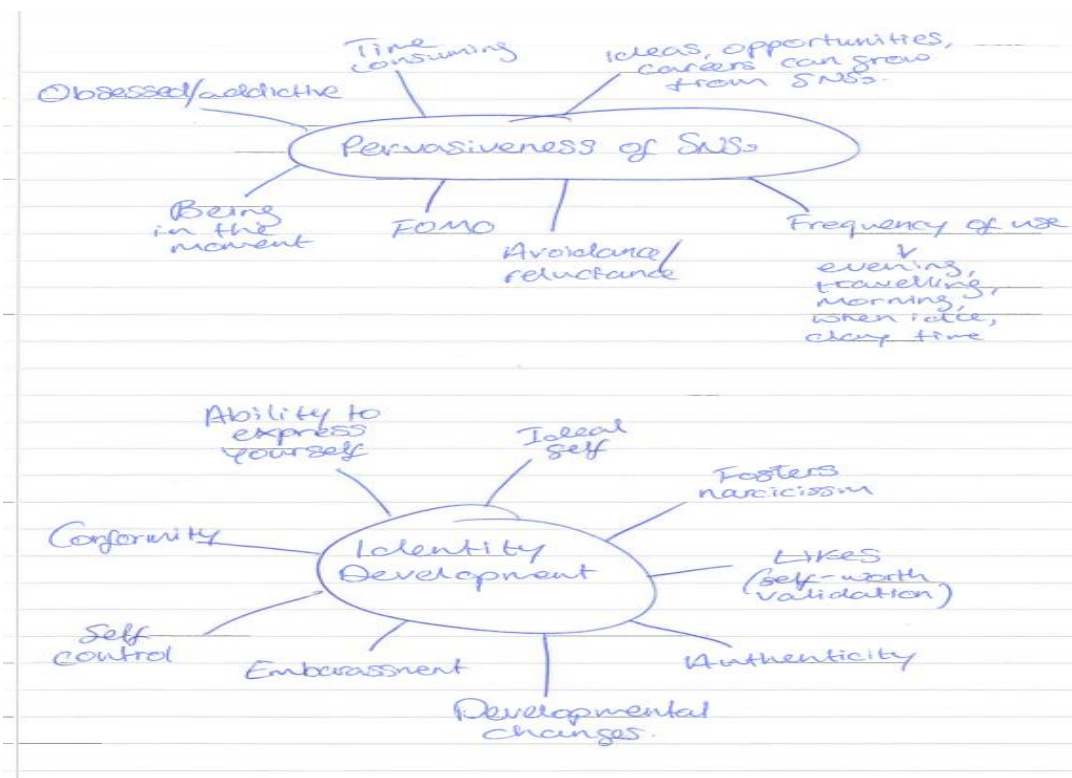 Time
consuming
ideas, opportunities,
careers can grow
from SNSs.
Obsessed/addictive
Pervasiveness of SNSs
Being
in the
moment
FOMO
Avoidance/
reluctance
Frequency of use
evening,
travelling,
morning,
when idle,
day time
Ability to
express
yourself
Ideal
self
Fosters
narcicissm
Conformity
Identity
Development
Likes
(self-worth
validation)
Self
control
Embarassment
Authenticity
Developmental
changes.